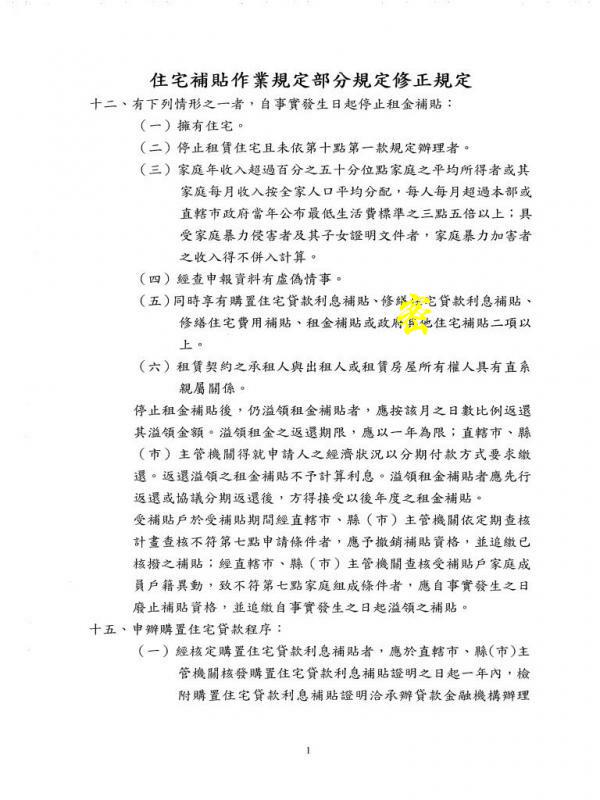 住宅補貼作業規定部分規定修正規定
十二、有下列情形之一者，自事實發生日起停止租金補貼：
（一）擁有住宅。
（二）停止租賃住宅且未依第十點第一款規定辦理者。
（三）家庭年收入超過百分之五十分位點家庭之平均所得者或其
家庭每月收入按全家人口平均分配，每人每月超過本部或
直轄市政府當年公布最低生活費標準之三點五倍以上；具
受家庭暴力侵害者及其子女證明文件者，家庭暴力加害者
之收入得不併入計算。
（四）經查申報資料有虛偽情事。
（五）同時享有購置住宅貸款利息補貼、修繕住宅貸款利息補貼、
修繕住宅費用補貼、租金補貼或政府其他住宅補貼二項以
上。
（六）租賃契約之承租人與出租人或租賃房屋所有權人具有直系
親屬關係。
停止租金補貼後，仍溢領租金補貼者，應按該月之日數比例返還
其溢領金額。溢領租金之返還期限，應以一年為限；直轄市、縣
（市）主管機關得就申請人之經濟狀況以分期付款方式要求繳
還。返還溢領之租金補貼不予計算利息。溢領租金補貼者應先行
返還或協議分期返還後，方得接受以後年度之租金補貼。
受補貼戶於受補貼期間經直轄市、縣（市）主管機關依定期查核
計畫查核不符第七點申請條件者，應予撤銷補貼資格，並追繳已
核撥之補貼；經直轄市、縣（市）主管機關查核受補貼戶家庭成
員戶籍異動，致不符第七點家庭組成條件者，應自事實發生之日
廢止補貼資格，並追繳自事實發生之日起溢領之補貼。
十五、申辦購置住宅貸款程序：
（一）經核定購置住宅貸款利息補貼者，應於直轄市、縣(市)主
管機關核發購置住宅貸款利息補貼證明之日起一年內，檢
附購置住宅貸款利息補貼證明洽承辦貸款金融機構辦理
1